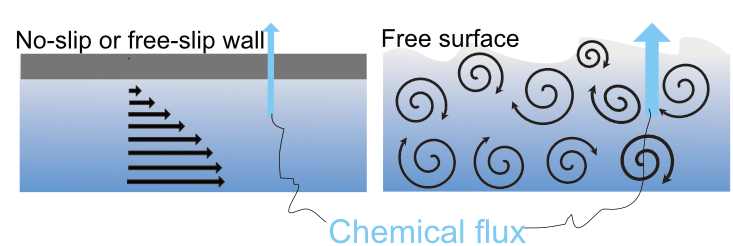 No-slip or free-slip wall
Free surface
Chemical flux